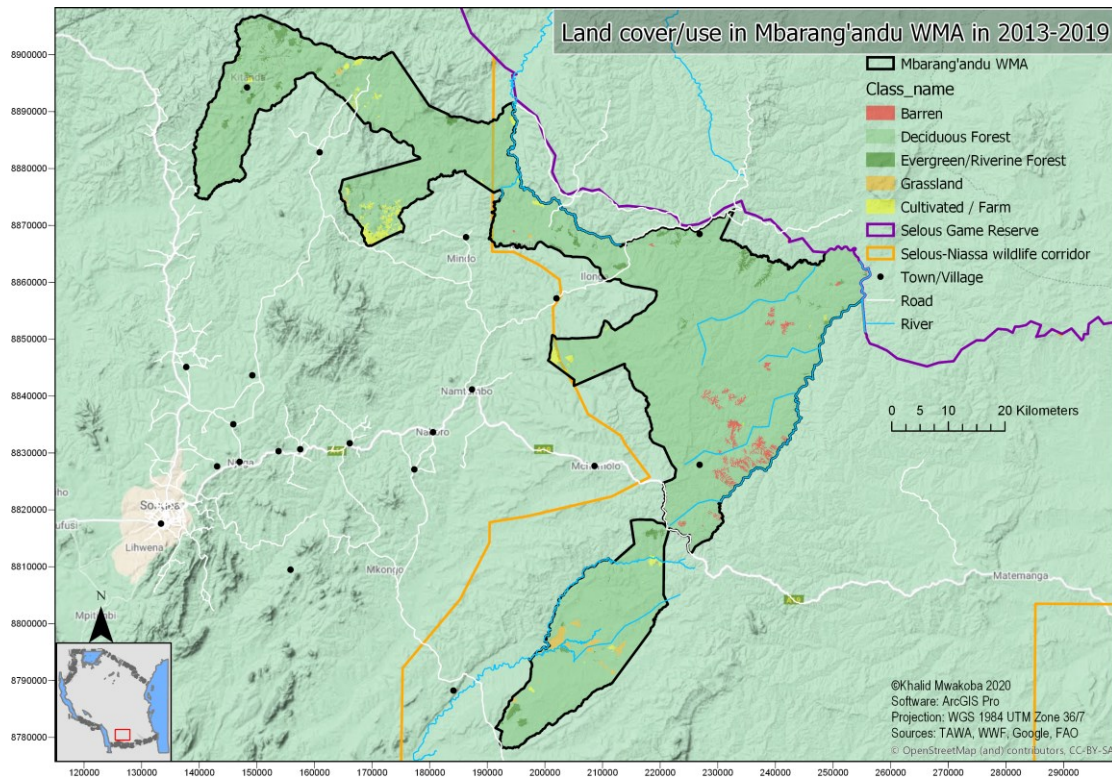 Land cover/use in Mbarang'andu WMA in 2013-2019
Mbarang'andu WMA
Class_name
Barren
Deciduous Forest
Evergreen/Riverine Forest
Grassland
Cultivated / Farm
Selous Game Reserve
Selous-Niassa wildlife corridor
Town/Village
Road
River
0 5 10 20 Kilometers
8900000
8890000
8880000
8870000
8860000
8850000
8840000
8830000
8820000
8810000
8800000
8790000
8780000
Kitanda
Mindo
Ilong
Lihwena
Mkongo
Matemanga
N
©Khalid Mwakoba 2020
Software: ArcGIS Pro
Projection: WGS 1984 UTM Zone 36/7
Sources: TAWA, WWF, Google, FAO
© OpenStreetMap (and) contributors, CC-BY-SA
120000 130000 140000 150000 160000 170000 180000 190000 200000 210000 220000 230000 240000 250000 260000 270000 280000 290000